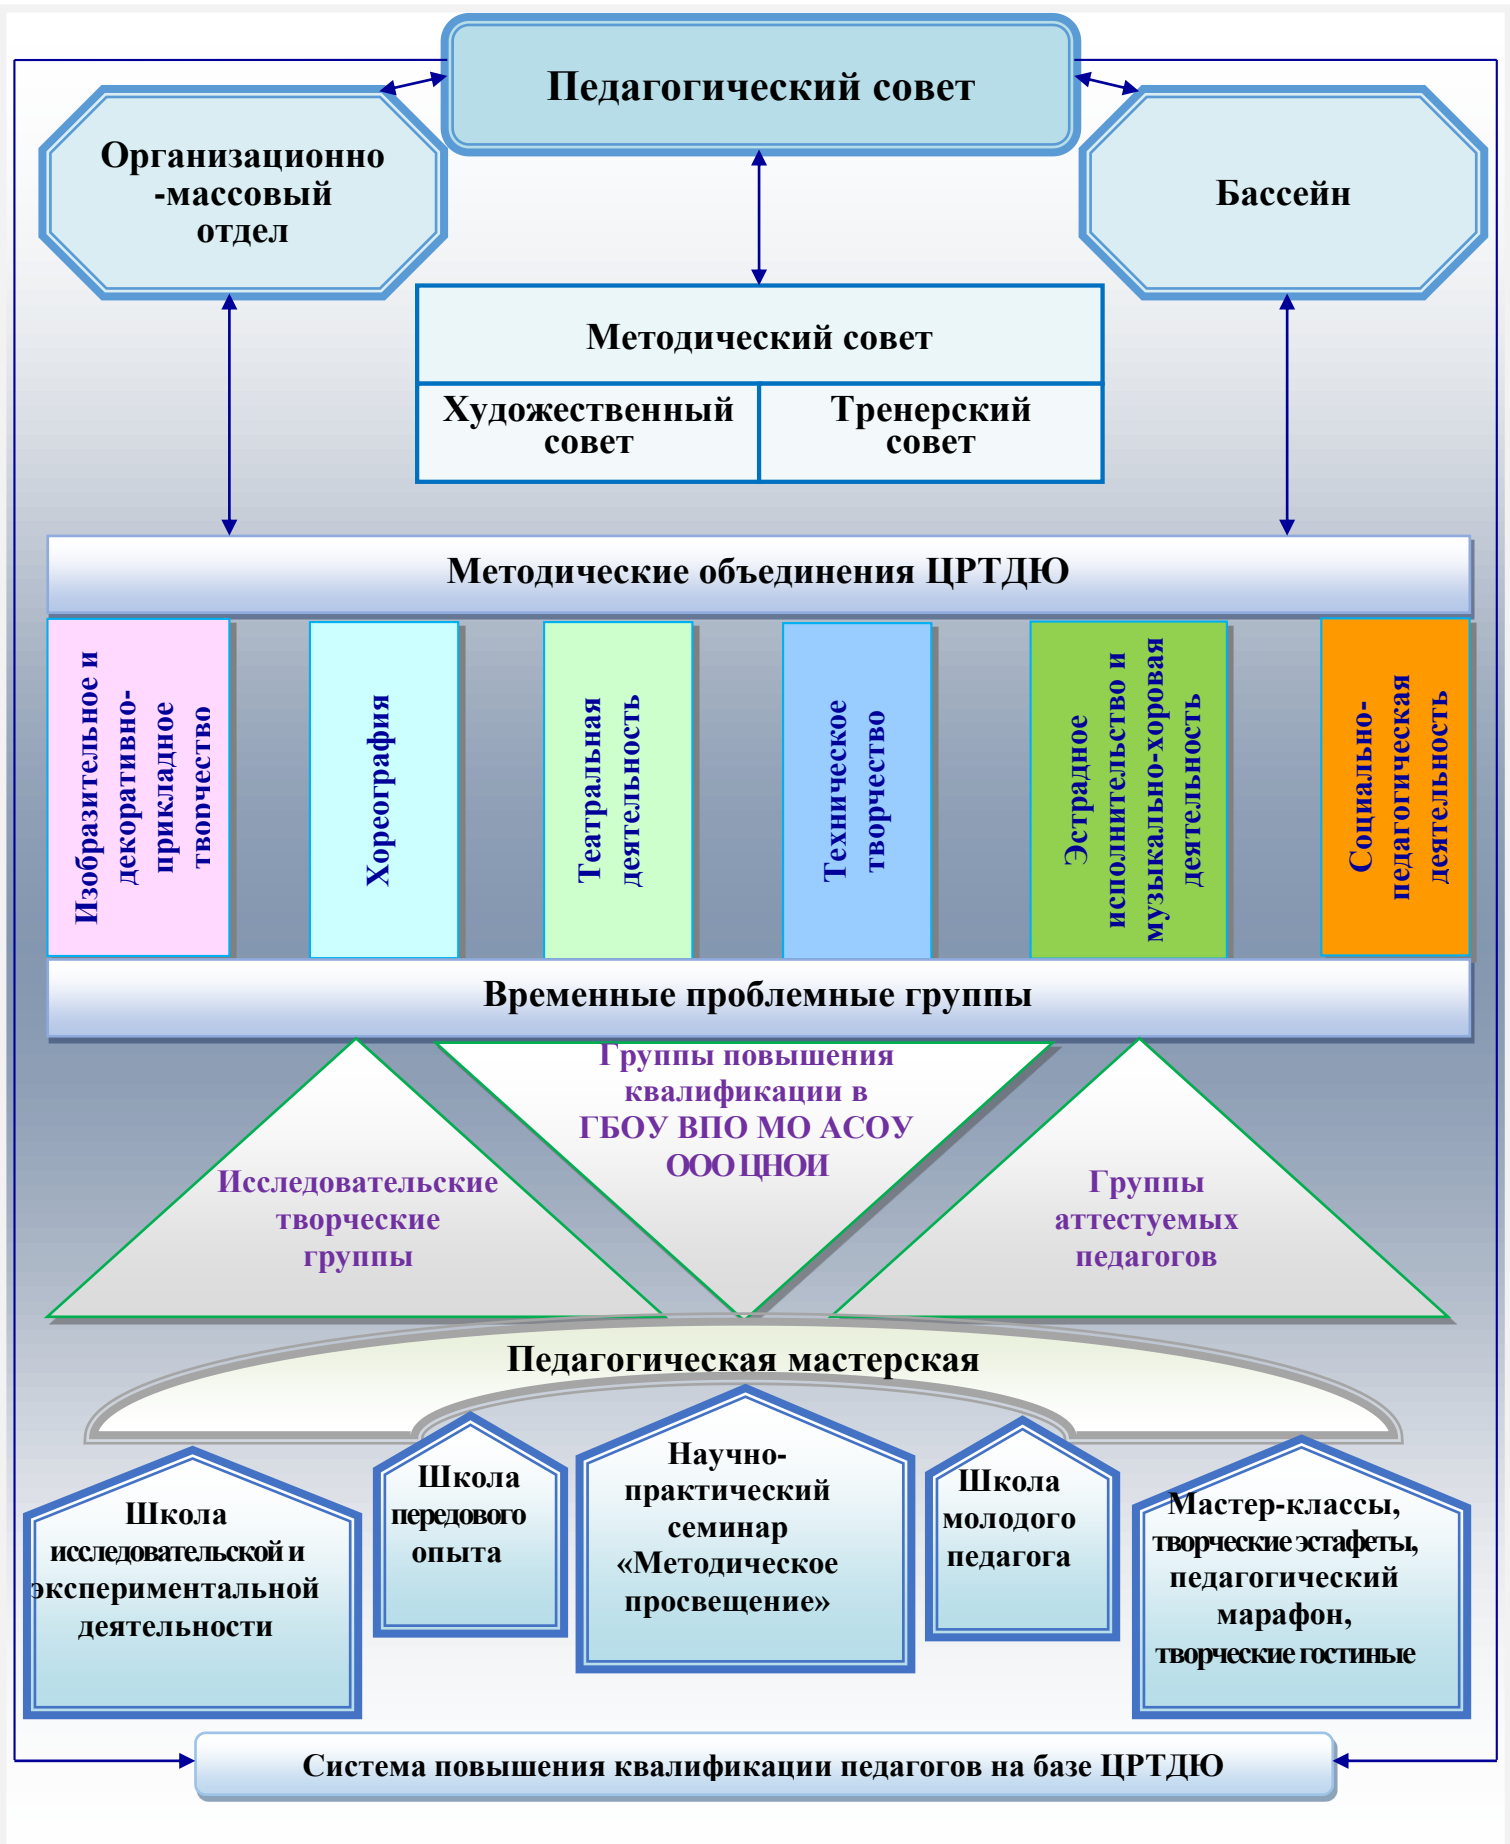 Педагогический совет
Организационно
-массовый
отдел
Бассейн
Методический совет
Художественный
совет
Тренерский
совет
Методические объединения ЦРТДЮ
Изобразительное и
декоративно-
прикладное
творчество
Хореография
Театральная
деятельность
Техническое
творчество
Эстрадное
исполнительство и
музыкально-хоровая
деятельность
Социально-
педагогическая
деятельность
Временные проблемные группы
Исследовательские
творческие
группы
Группы повышения
квалификации в
ГБОУ ВПО МО АСОУ
ООО ЦНОИ
Группы
аттестуемых
педагогов
Педагогическая мастерская
Школа
исследовательской и
экспериментальной
деятельности
Школа
передового
опыта
Научно-
практический
семинар
«Методическое
просвещение»
Школа
молодого
педагога
Мастер-классы,
творческие эстафеты,
педагогический
марафон,
творческие гостиные
Система повышения квалификации педагогов на базе ЦРТДЮ